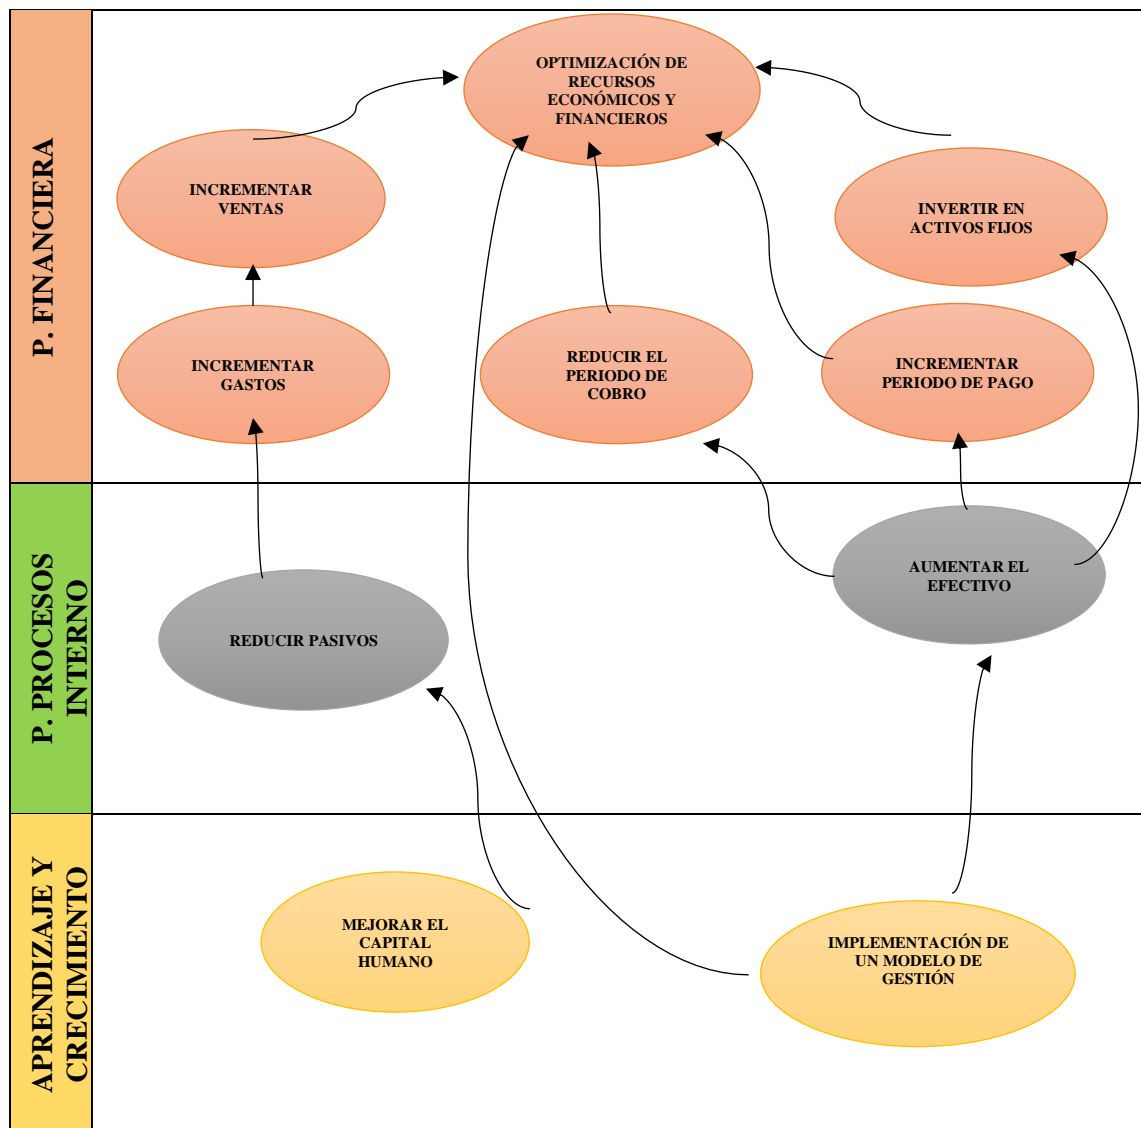 P. FINANCIERA
OPTIMIZACIÓN DE
RECURSOS
ECONÓMICOS Y
FINANCIEROS
INCREMENTAR
VENTAS
INVERTIR EN
ACTIVOS FIJOS
INCREMENTAR
GASTOS
REDUCIR EL
PERIODO DE
COBRO
INCREMENTAR
PERIODO DE PAGO
P. PROCESOS
INTERNO
AUMENTAR EL
EFECTIVO
REDUCIR PASIVOS
APRENDIZAJE Y
CRECIMIENTO
MEJORAR EL
CAPITAL
HUMANO
IMPLEMENTACIÓN DE
UN MODELO DE
GESTIÓN